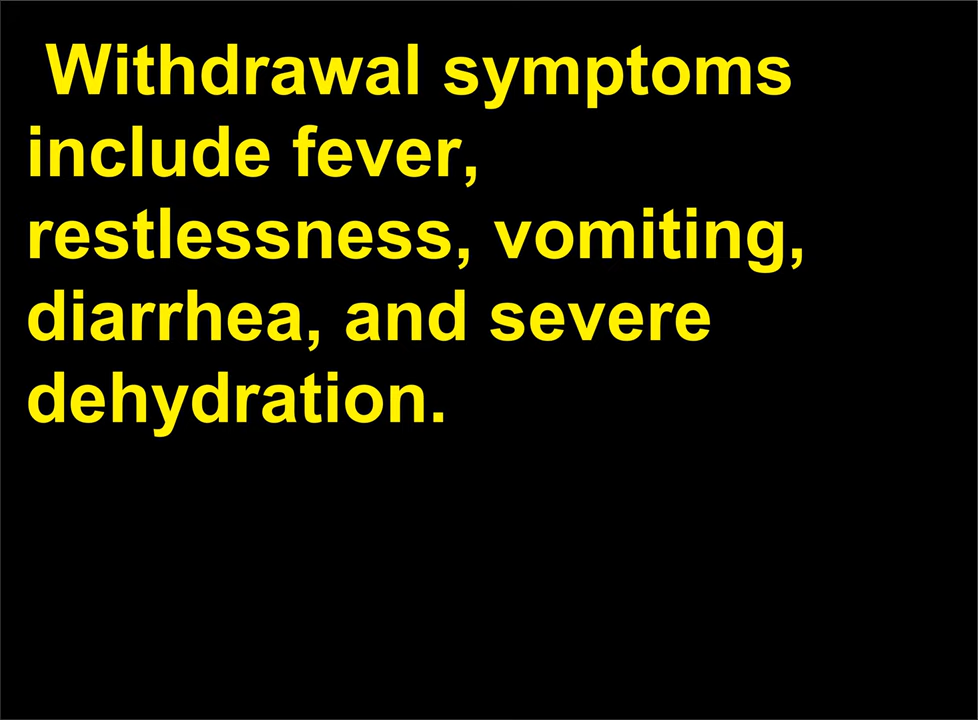 Withdrawal symptoms
include fever,
restlessness, vomiting,
diarrhea, and severe
dehydration.